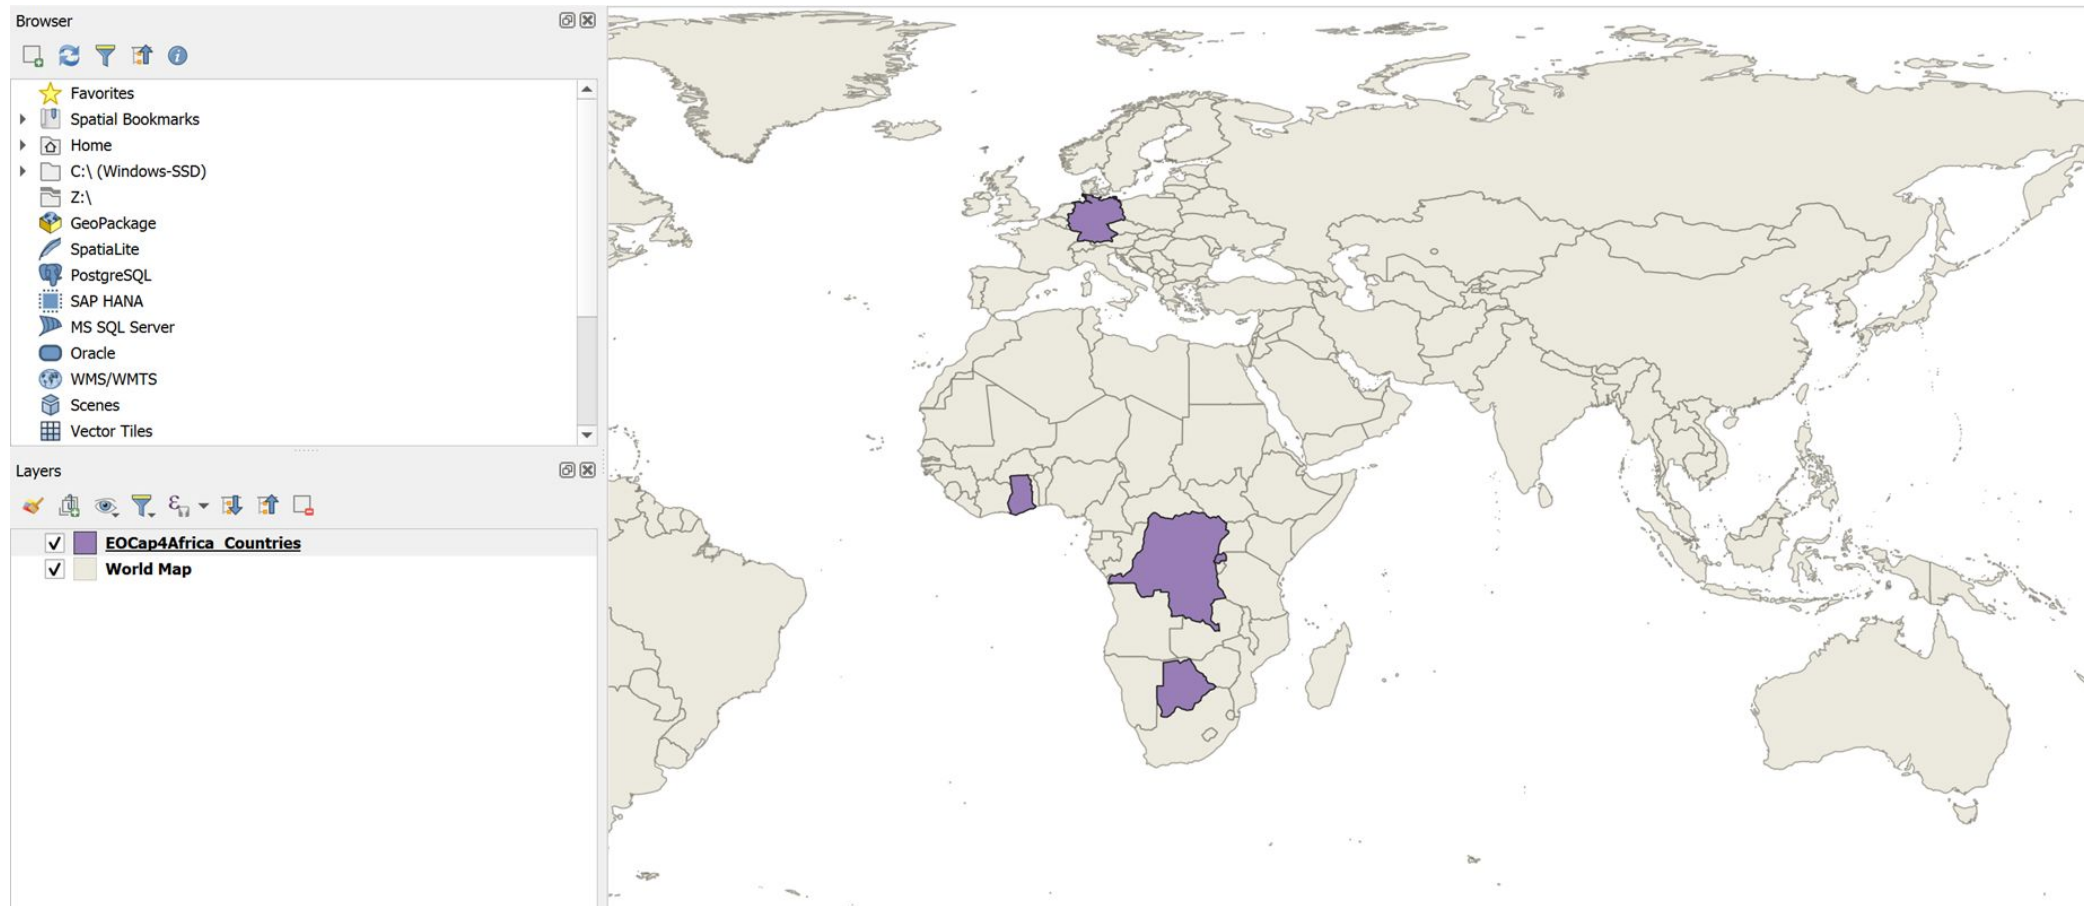 Browser
Favorites
Spatial Bookmarks
Home
C:\ (Windows-SSD)
Z:\
GeoPackage
SpatiaLite
PostgreSQL
SAP HANA
MS SQL Server
Oracle
WMS/WMTS
Scenes
Vector Tiles
Layers
EOCap4Africa_Countries
World Map